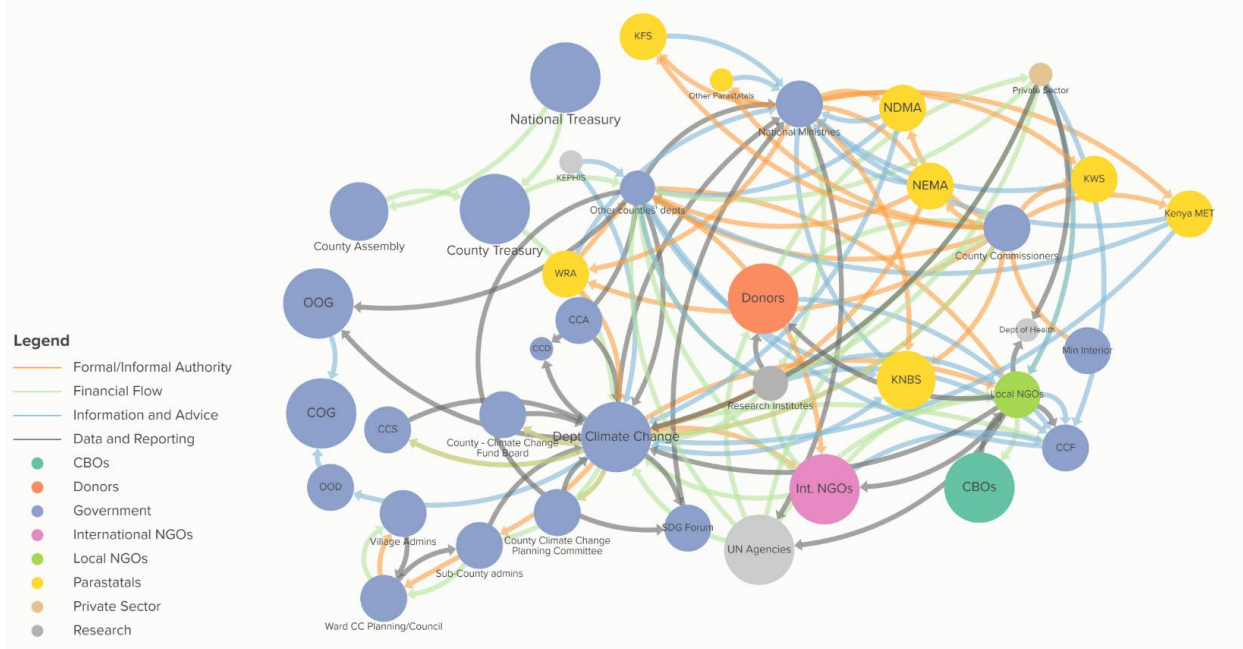 KFS
Other Parastatals
Private Sector
National Treasury
National Ministries
NDMA
KEPHIS
NEMA
KWS
Other counties' depts
Kenya MET
County Assembly
County Treasury
County Commissioners
WRA
OOG
Donors
CCA
Dept of Health
CCD
Min Interior
KNBS
Research Institutes
Local NGOs
COG
CCS
County - Climate Change
Fund Board
Dept Climate Change
CCF
OOD
Int. NGOs
CBOs
Village Admins
County Climate Change
Planning Committee
SDG Forum
UN Agencies
Sub-County admins
Ward CC Planning/Council
Legend
Formal/Informal Authority
Financial Flow
Information and Advice
Data and Reporting
CBOs
Donors
Government
International NGOs
Local NGOs
Parastatals
Private Sector
Research